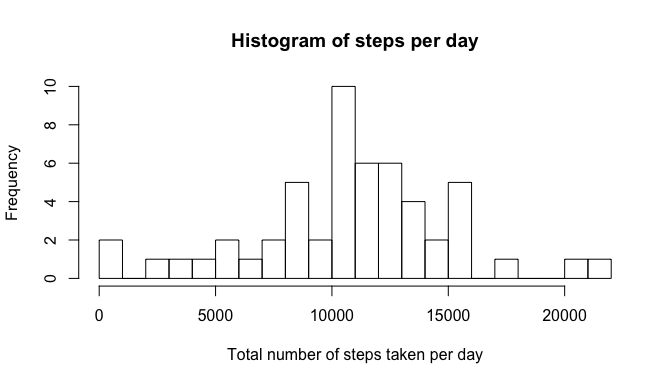 Histogram of steps per day
Frequency
10
8
6
4
2
0
0 5000 10000 15000 20000
Total number of steps taken per day